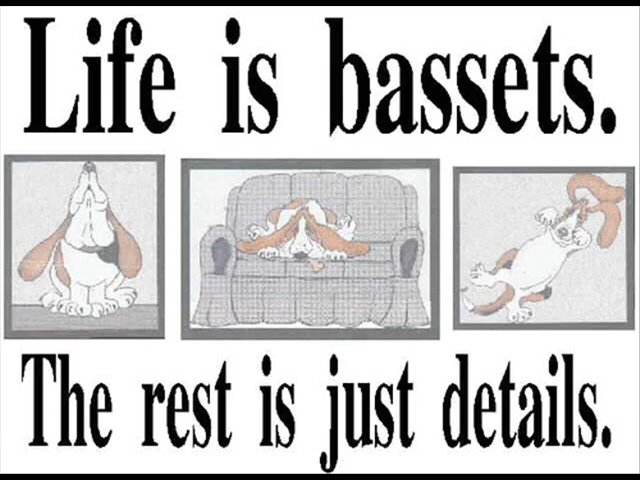 Life is bassets.
The rest is just details.